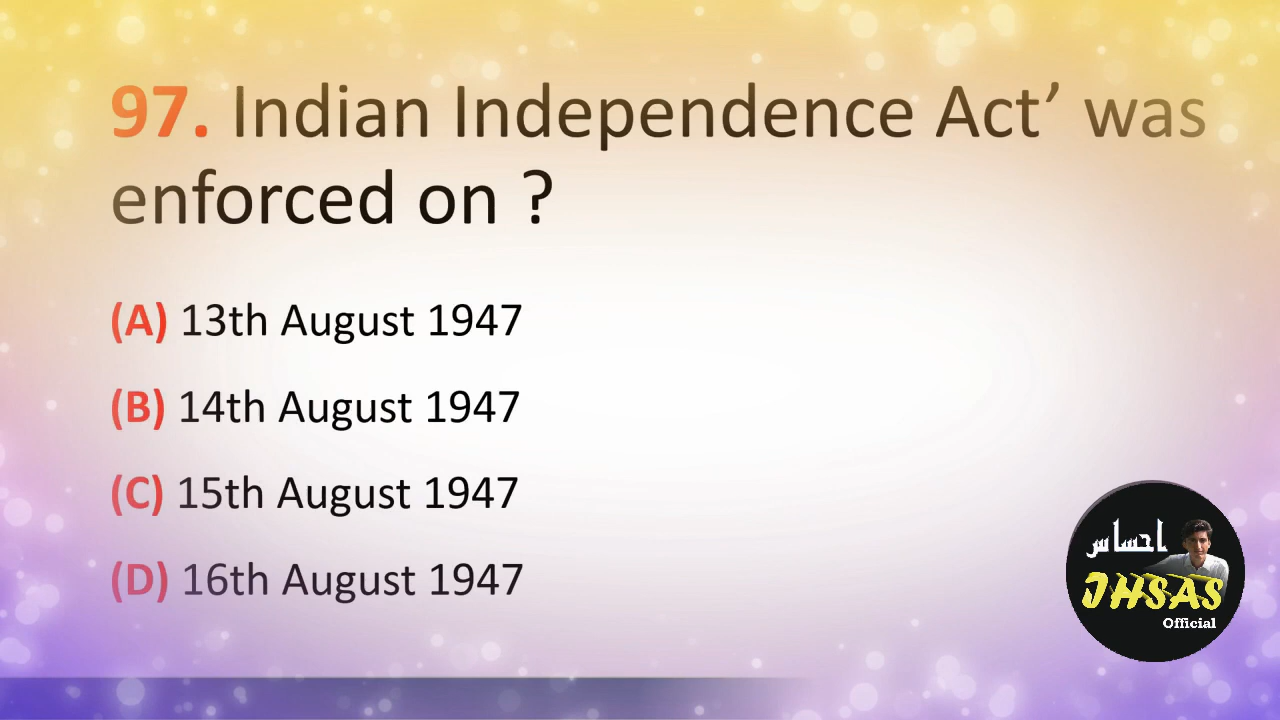 97. Indian Independence Act’ was
enforced on ?
(A) 13th August 1947
(B) 14th August 1947
(C) 15th August 1947
(D) 16th August 1947
احساس
IHSAS
Official